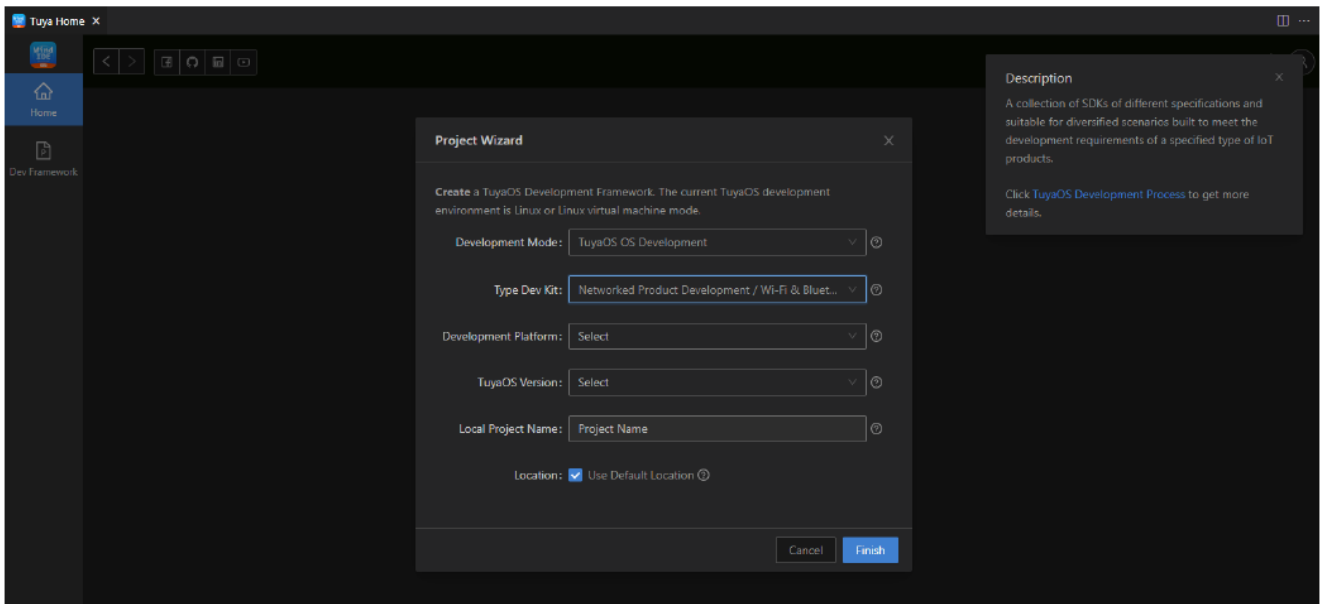 Tuya Home
Wind
IDE
Home
Dev Framework
Project Wizard
Create a TuyaOS Development Framework. The current TuyaOS development
environment is Linux or Linux virtual machine mode.
Development Mode: TuyaOS OS Development
Type Dev Kit: Networked Product Development / Wi-Fi & Bluet...
Development Platform: Select
TuyaOS Version: Select
Local Project Name: Project Name
Location: Use Default Location
Cancel Finish
Description
A collection of SDKs of different specifications and
suitable for diversified scenarios built to meet the
development requirements of a specified type of IoT
products.
Click TuyaOS Development Process to get more
details.